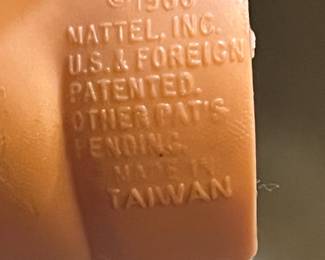 MATTEL, INC.
U.S. & FOREIGN
PATENTED.
OTHER PAT'S
PENDING.
MADE IN
TAIWAN